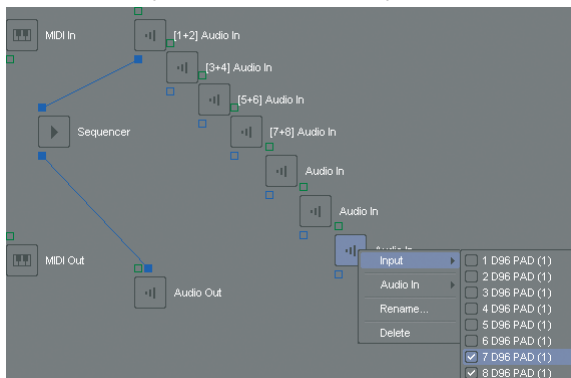 MIDI In
[1+2] Audio In
[3+4] Audio In
[5+6] Audio In
Sequencer
[7+8] Audio In
Audio In
Audio In
MIDI Out
Audio Out
Input
Audio In
Rename...
Delete
1 D96 PAD (1)
2 D96 PAD (1)
3 D96 PAD (1)
4 D96 PAD (1)
5 D96 PAD (1)
6 D96 PAD (1)
7 D96 PAD (1)
8 D96 PAD (1)